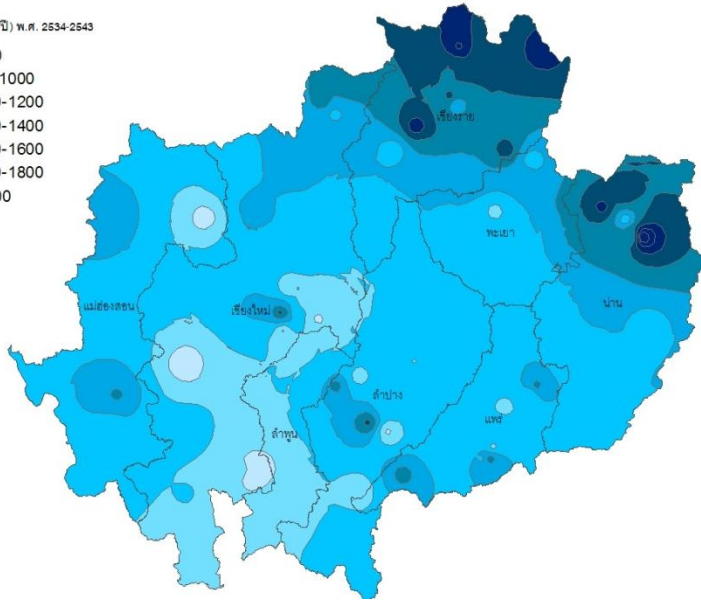 ปี) พ.ศ. 2534-2543
1000
-1200
-1400
-1600
-1800
เชียงราย
พะเยา
แม่ฮ่องสอน
เชียงใหม่
น่าน
ลำปาง
แพร่
ลำพูน